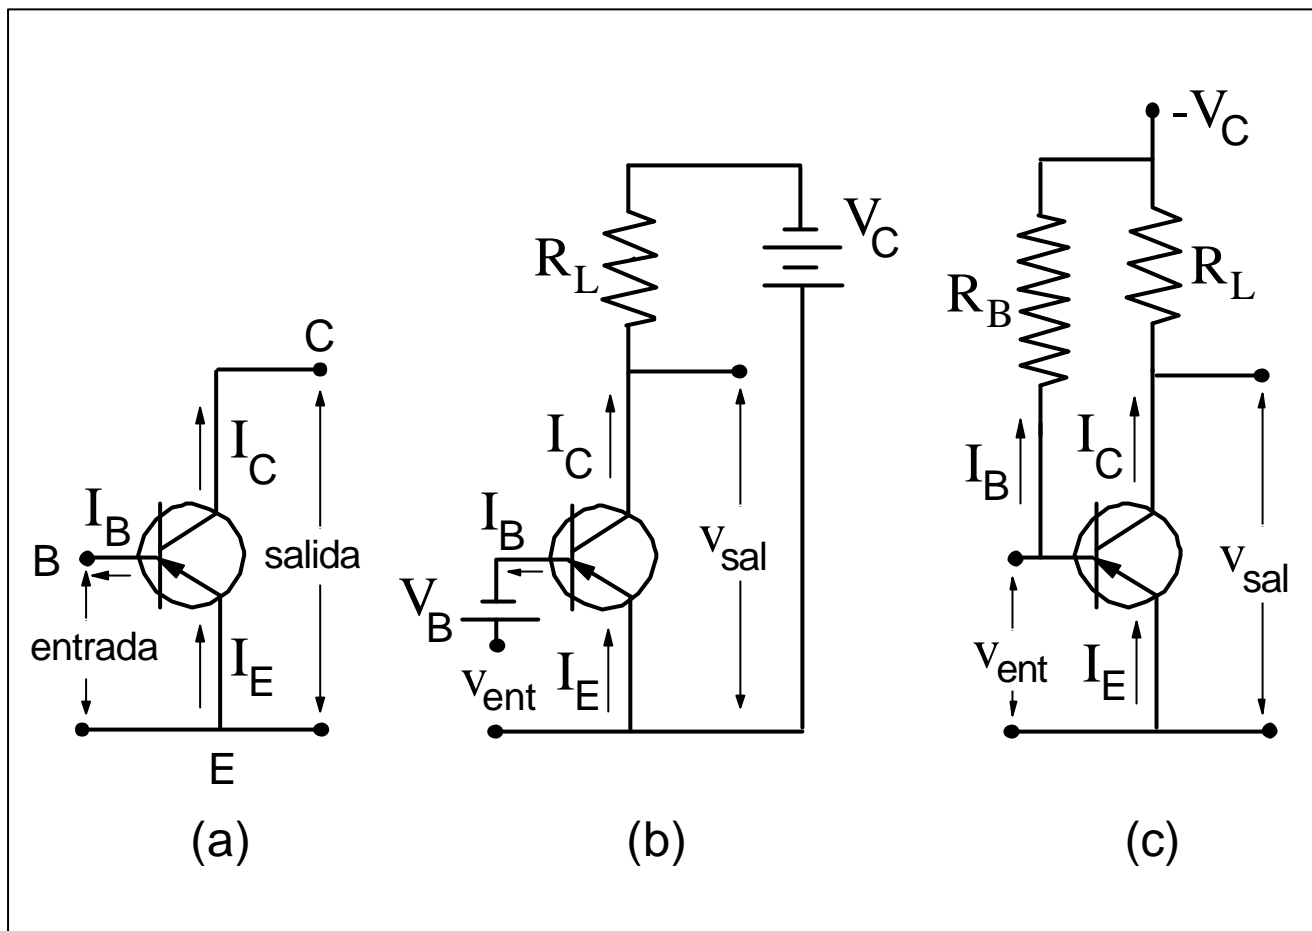 C
I_C
I_B
B
salida
entrada
I_E
E
(a)
R_L
V_C
I_C
I_B
V_B
v_sal
v_ent
I_E
(b)
-V_C
R_B
R_L
I_B
I_C
v_ent
v_sal
I_E
(c)